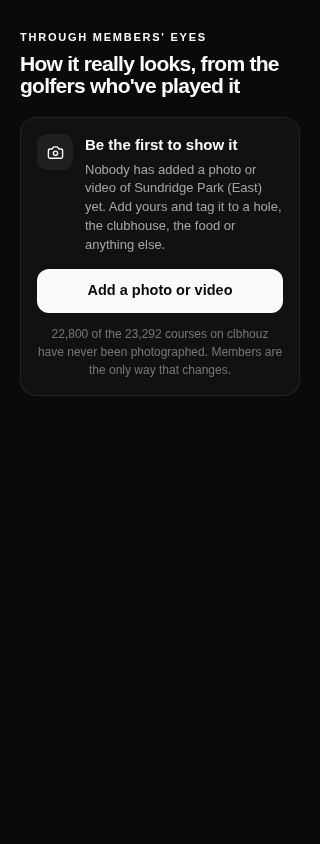 THROUGH MEMBERS' EYES
How it really looks, from the
golfers who've played it
Be the first to show it
Nobody has added a photo or
video of Sundridge Park (East)
yet. Add yours and tag it to a hole,
the clubhouse, the food or
anything else.
Add a photo or video
22,800 of the 23,292 courses on clbhouz
have never been photographed. Members are
the only way that changes.